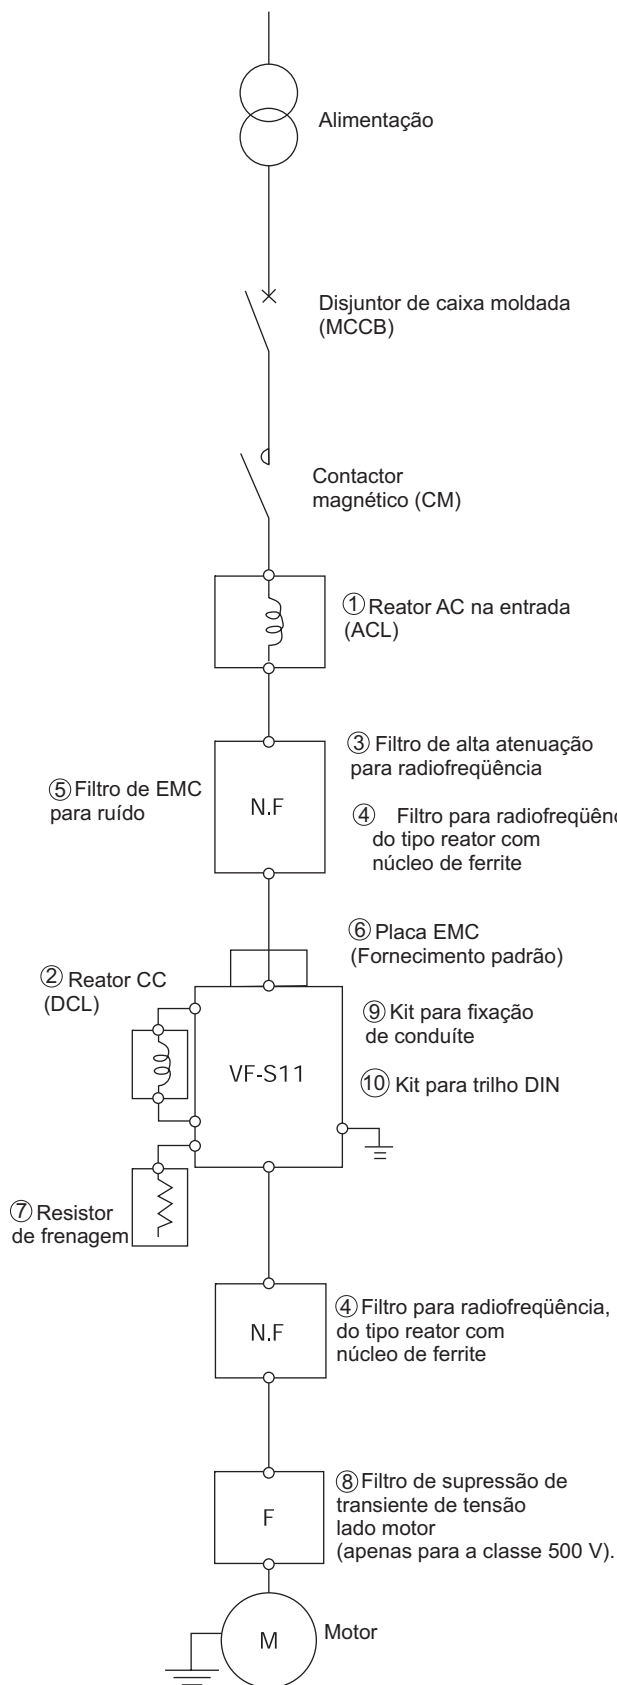 Alimentação
Disjuntor de caixa moldada
(MCCB)
Contactor
magnético (CM)
① Reator AC na entrada
(ACL)
③ Filtro de alta atenuação
para radiofreqüência
⑤ Filtro de EMC
para ruído
N.F
④ Filtro para
do tipo reator com
núcleo de ferrite
⑥ Placa EMC
(Fornecimento padrão)
② Reator CC
(DCL)
⑨ Kit para fixação
de conduíte
VF-S11
⑩ Kit para trilho DIN
⑦ Resistor
de frenagem
④ Filtro para radiofreqüência,
do tipo reator com
núcleo de ferrite
N.F
⑧ Filtro de supressão de
transiente de tensão
lado motor
(apenas para a classe 500 V).
F
M
Motor